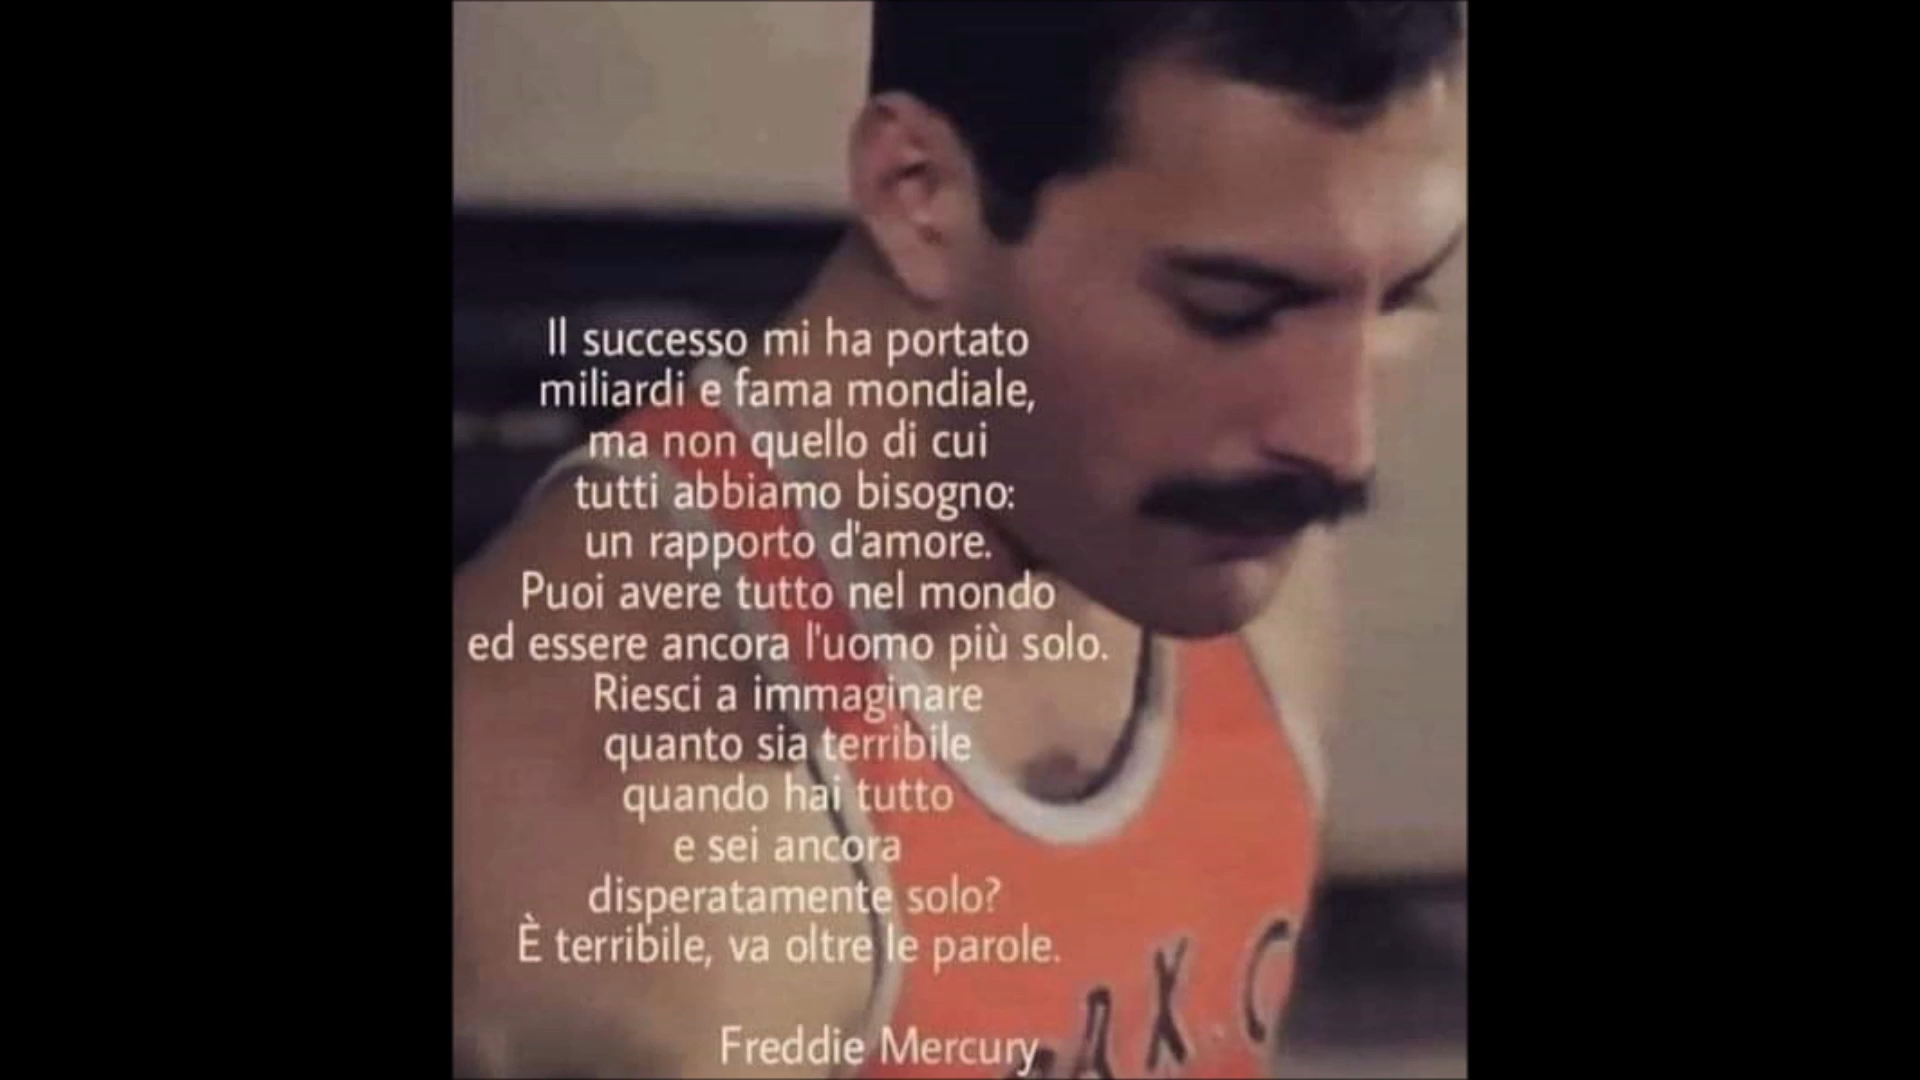 Il successo mi ha portato
miliardi e fama mondiale,
ma non quello di cui
tutti abbiamo bisogno:
un rapporto d'amore.
Puoi avere tutto nel mondo
ed essere ancora l'uomo più solo.
Riesci a immaginare
quanto sia terribile
quando hai tutto
e sei ancora
disperatamente solo?
È terribile, va oltre le parole.
Freddie Mercury